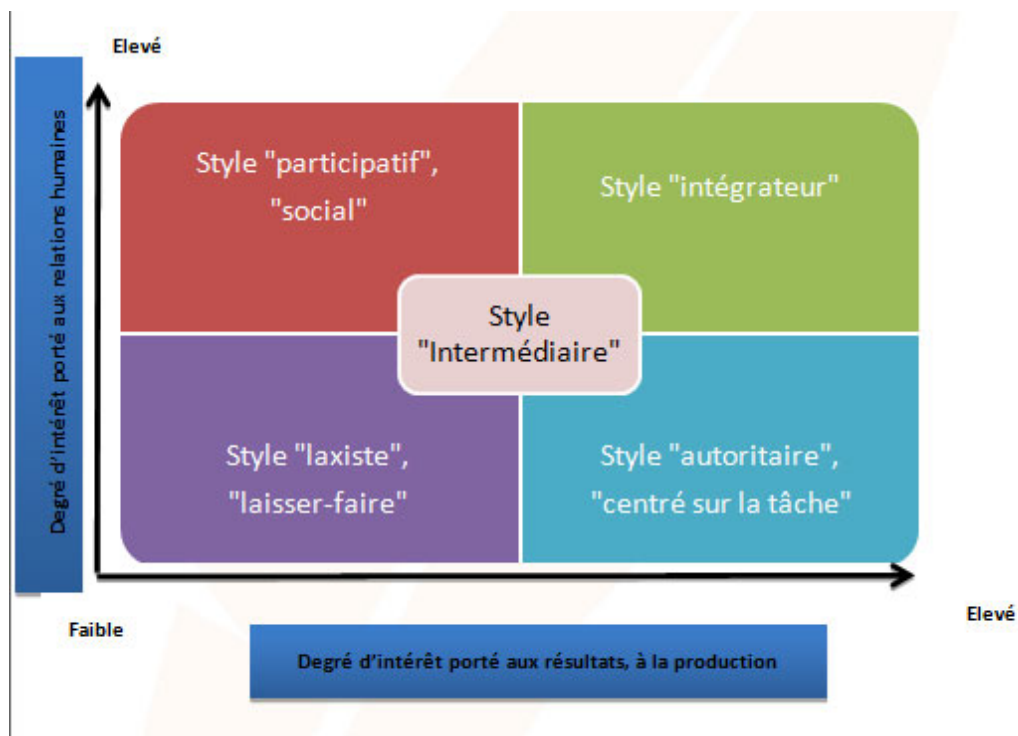 Elevé
Degré d'intérêt porté aux relations humaines
Style "participatif",
"social"
Style "intégrateur"
Style
"Intermédiaire"
Style "laxiste",
"laisser-faire"
Style "autoritaire",
"centré sur la tâche"
Faible
Elevé
Degré d'intérêt porté aux résultats, à la production